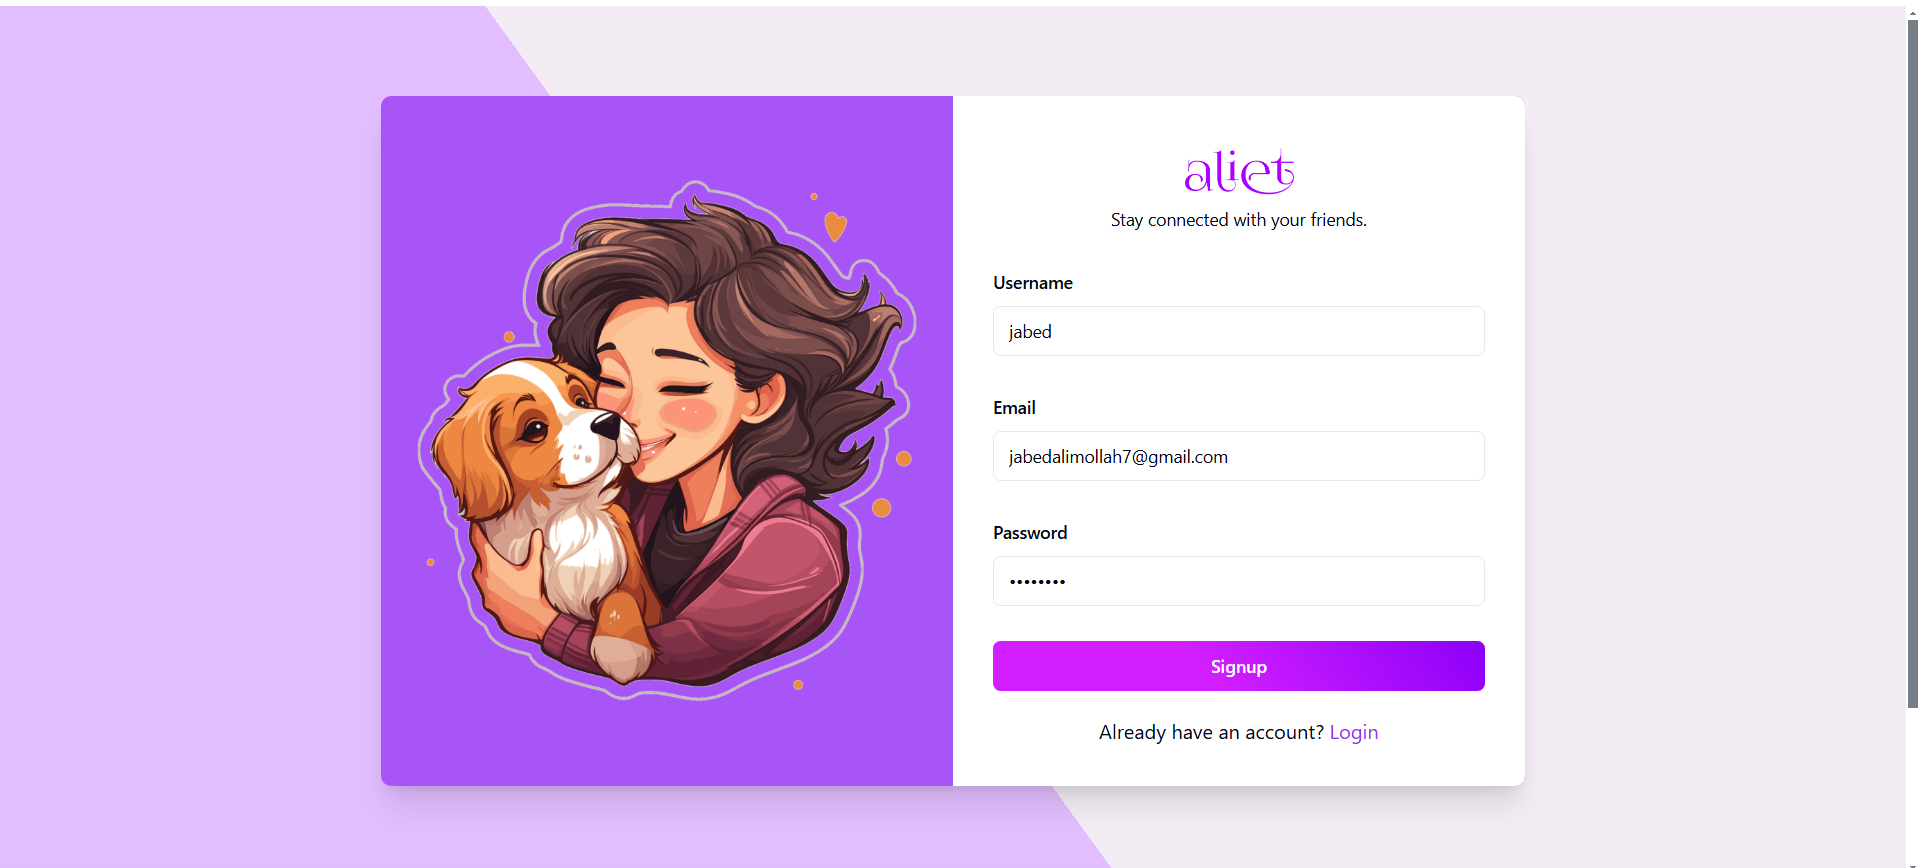 aliet
Stay connected with your friends.
Username
jabed
Email
jabedalimollah7@gmail.com
Password
••••••••
Signup
Already have an account? Login